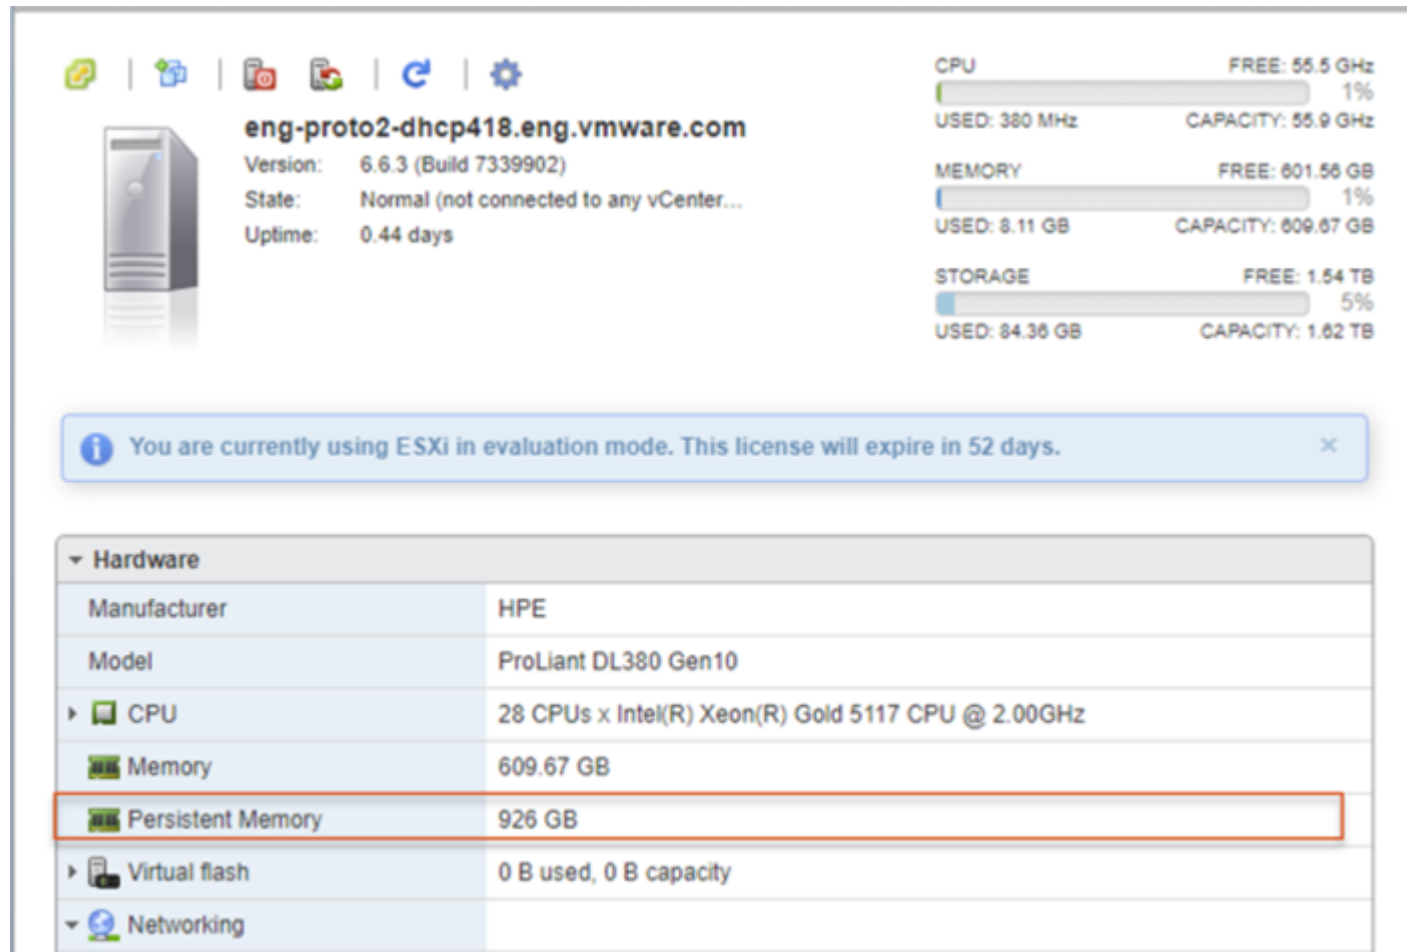 eng-proto2-dhcp418.eng.vmware.com
Version: 6.6.3 (Build 7339902)
State: Normal (not connected to any vCenter...
Uptime: 0.44 days
CPU FREE: 55.5 GHz
1%
USED: 380 MHz CAPACITY: 55.9 GHz
MEMORY FREE: 601.56 GB
1%
USED: 8.11 GB CAPACITY: 609.67 GB
STORAGE FREE: 1.54 TB
5%
USED: 84.36 GB CAPACITY: 1.62 TB
You are currently using ESXi in evaluation mode. This license will expire in 52 days. ×
Hardware
Manufacturer HPE
Model ProLiant DL380 Gen10
CPU 28 CPUs x Intel(R) Xeon(R) Gold 5117 CPU @ 2.00GHz
Memory 609.67 GB
Persistent Memory 926 GB
Virtual flash 0 B used, 0 B capacity
Networking